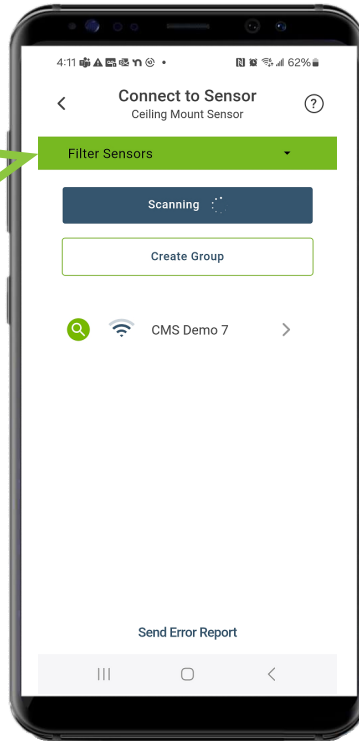 4:11 62%
Connect to Sensor
Ceiling Mount Sensor
?
Filter Sensors
Scanning
Create Group
CMS Demo 7
Send Error Report